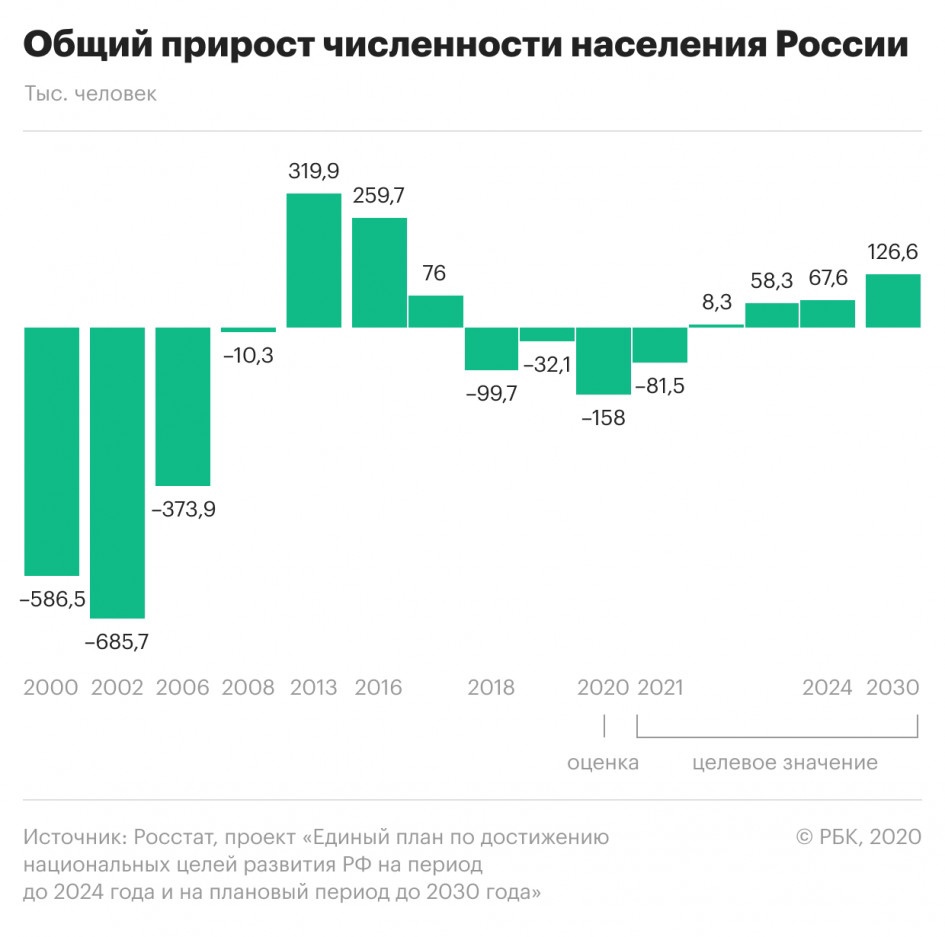 Общий прирост численности населения России
Тыс. человек
319,9
259,7
76
8,3
58,3
67,6
126,6
–10,3
–99,7
–32,1
–158
–81,5
–373,9
–586,5
–685,7
2000 2002 2006 2008 2013 2016 2018 2020 2021 2024 2030
оценка целевое значение
Источник: Росстат, проект «Единый план по достижению
национальных целей развития РФ на период
до 2024 года и на плановый период до 2030 года»
© РБК, 2020